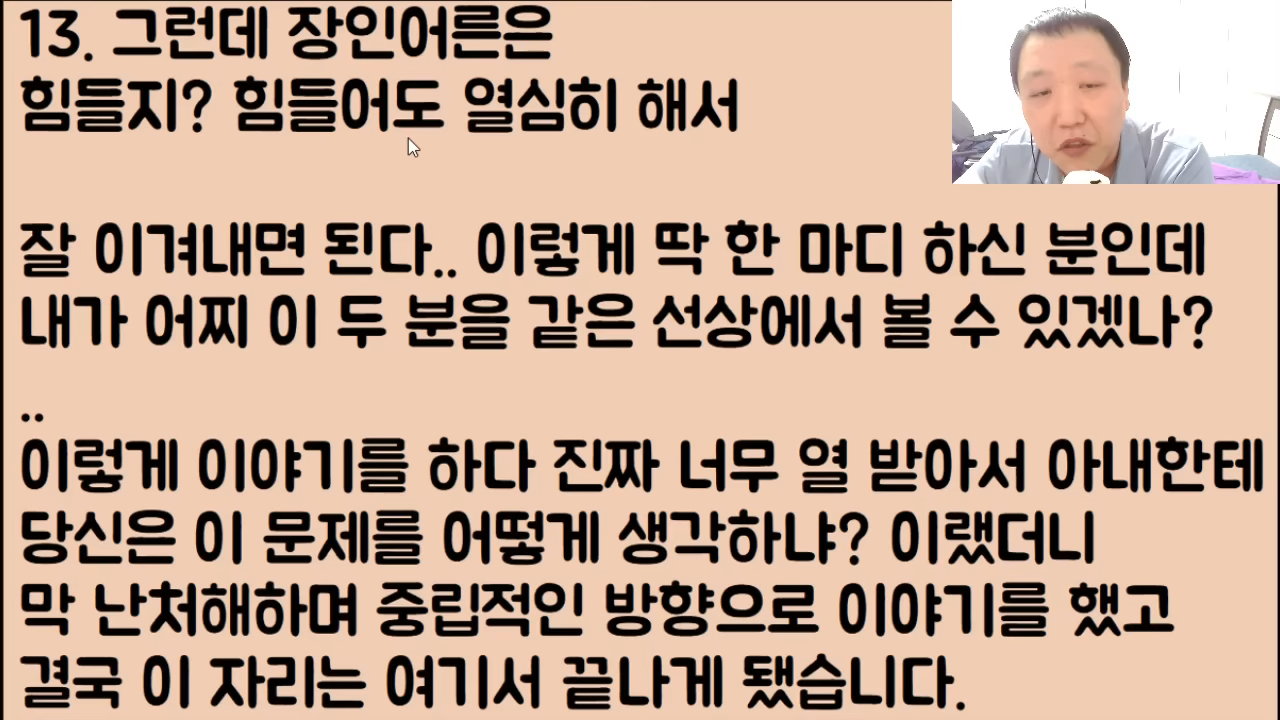 13. 그런데 장인어른은
힘들지? 힘들어도 열심히 해서
잘 이겨내면 된다.. 이렇게 딱 한 마디 하신 분인데
내가 어찌 이 두 분을 같은 선상에서 볼 수 있겠나?
..
이렇게 이야기를 하다 진짜 너무 열 받아서 아내한테
당신은 이 문제를 어떻게 생각하냐? 이랬더니
막 난처해하며 중립적인 방향으로 이야기를 했고
결국 이 자리는 여기서 끝나게 됐습니다.